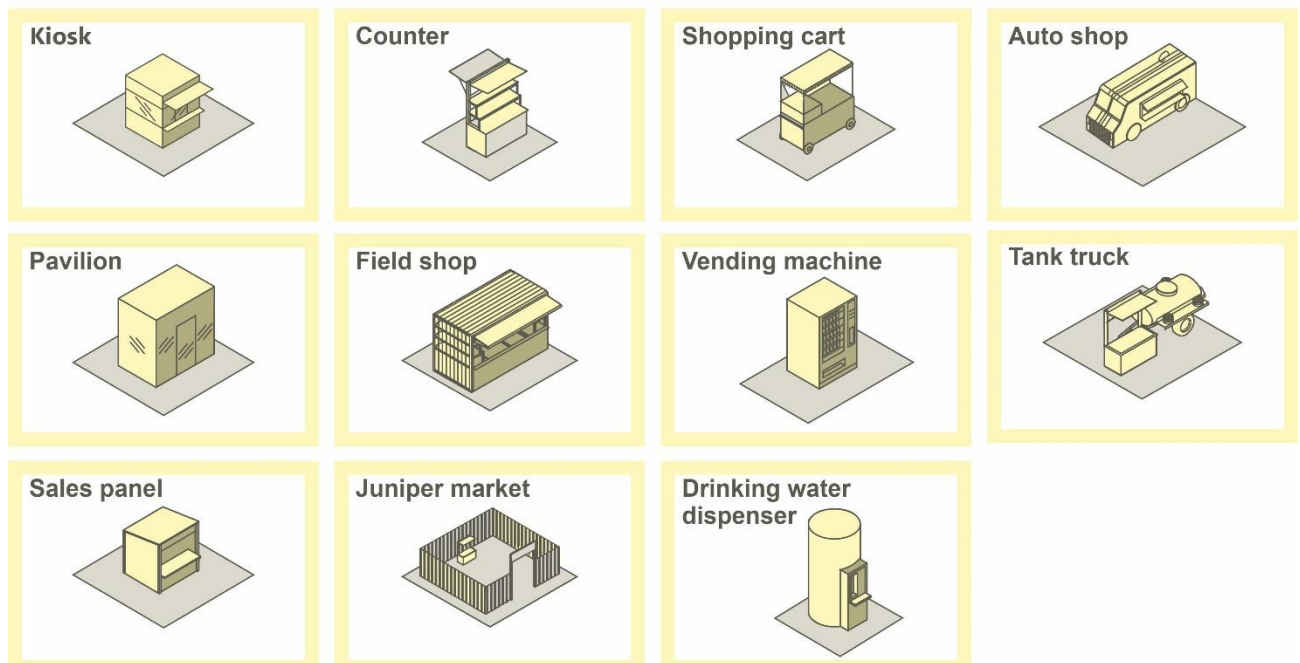 Kiosk
Counter
Shopping cart
Auto shop
Pavilion
Field shop
Vending machine
Tank truck
Sales panel
Juniper market
Drinking water
dispenser